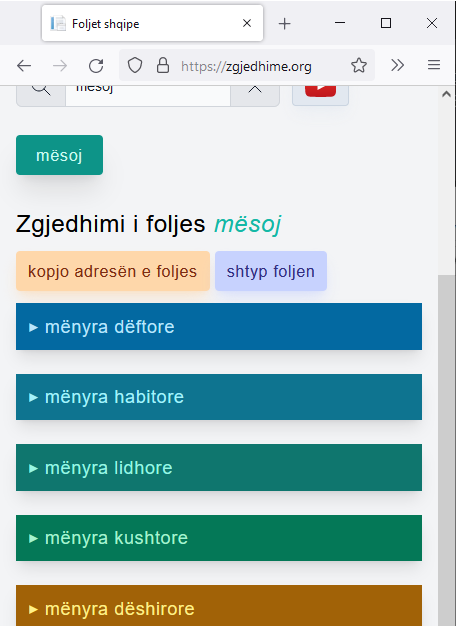 Foljet shqipe
https://zgjedhime.org
mësoj
mësoj
Zgjedhimi i foljes mësoj
kopjo adresën e foljes
shtyp foljen
▸ mënyra dëftore
▸ mënyra habitore
▸ mënyra lidhore
▸ mënyra kushtore
▸ mënyra dëshirore